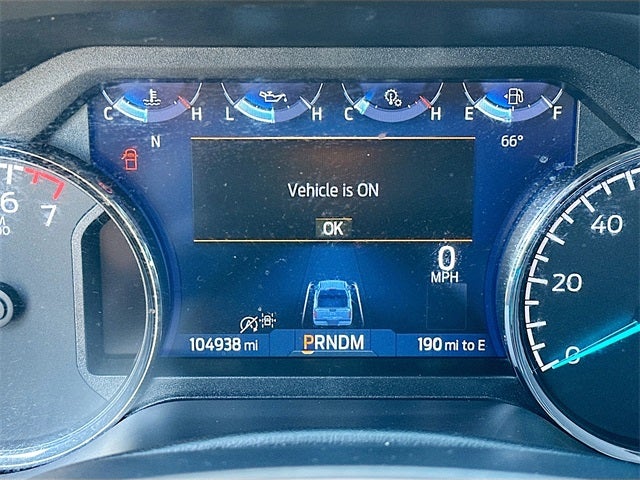 C H L H C H E F
N 66°
Vehicle is ON
OK
0
MPH
104938 mi PRNDM 190 mi to E
6 7
40
20
0